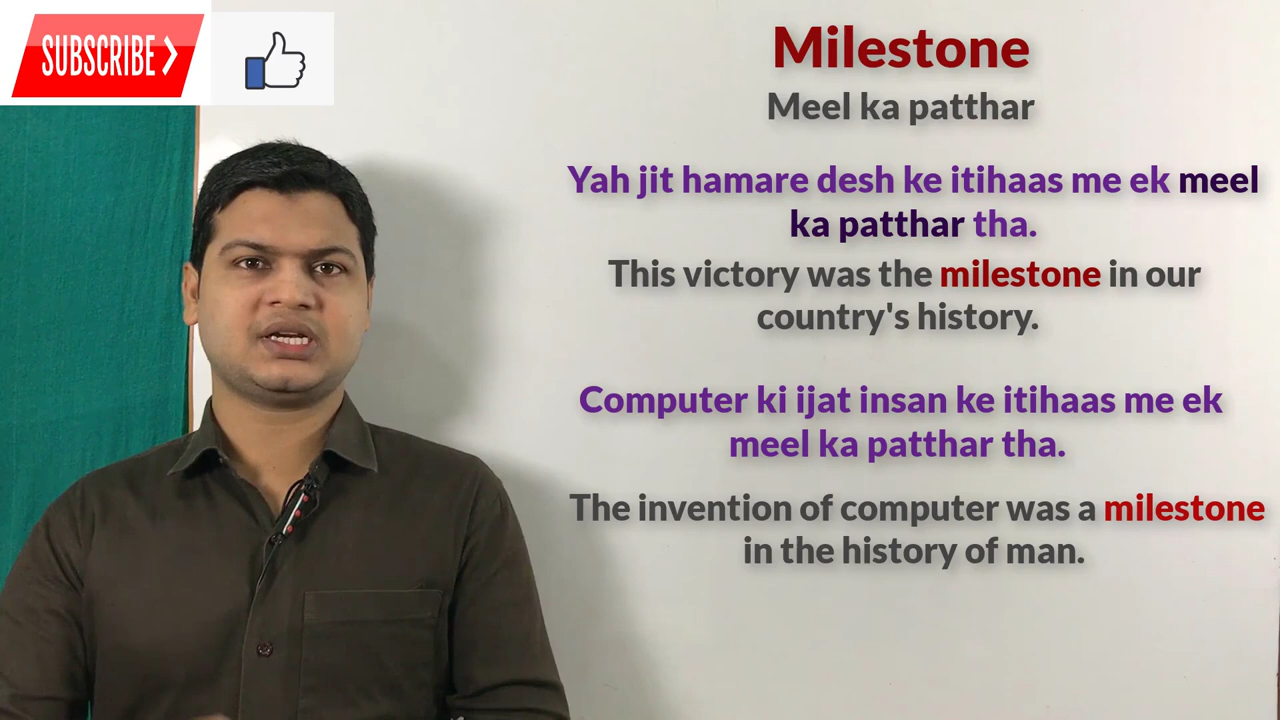 SUBSCRIBE
Milestone
Meel ka patthar
Yah jit hamare desh ke itihaas me ek meel
ka patthar tha.
This victory was the milestone in our
country's history.
Computer ki ijat insan ke itihaas me ek
meel ka patthar tha.
The invention of computer was a milestone
in the history of man.